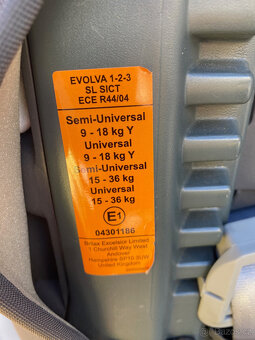 EVOLVA 1-2-3
SL SICT
ECE R44/04
Semi-Universal
9 - 18 kg Y
Universal
9 - 18 kg Y
Semi-Universal
15 - 36 kg
Universal
15 - 36 kg
E1
04301186
Britax Excelsior Limited
Churchill Way West
Andover
Hampshire SP10 3UW
United Kingdom